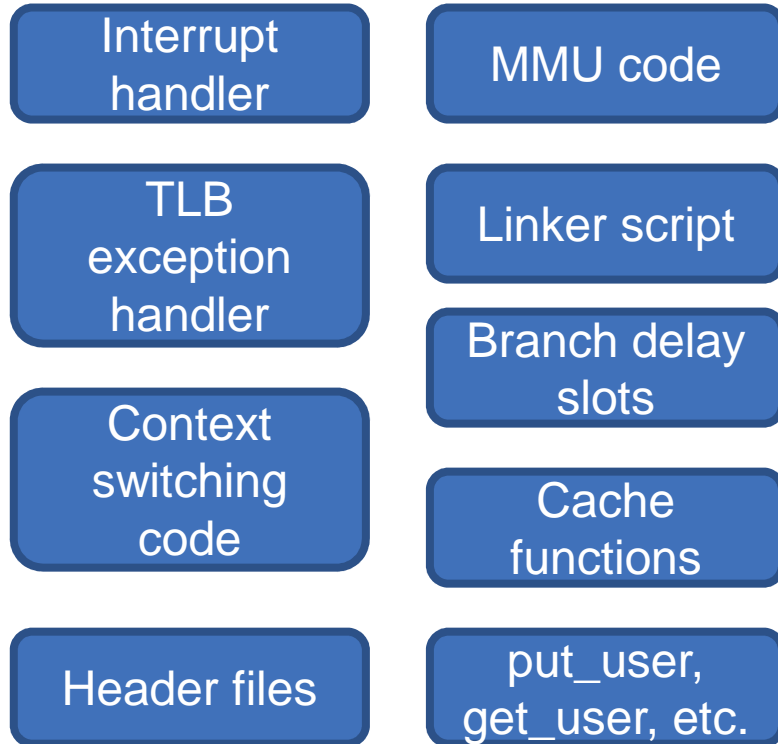 Interrupt
handler
MMU code
TLB
exception
handler
Linker script
Branch delay
slots
Context
switching
code
Cache
functions
Header files
put_user,
get_user, etc.